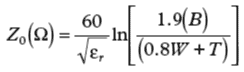 Z₀(Ω) = 60/√εᵣ ln[1.9(B)/(0.8W + T)]